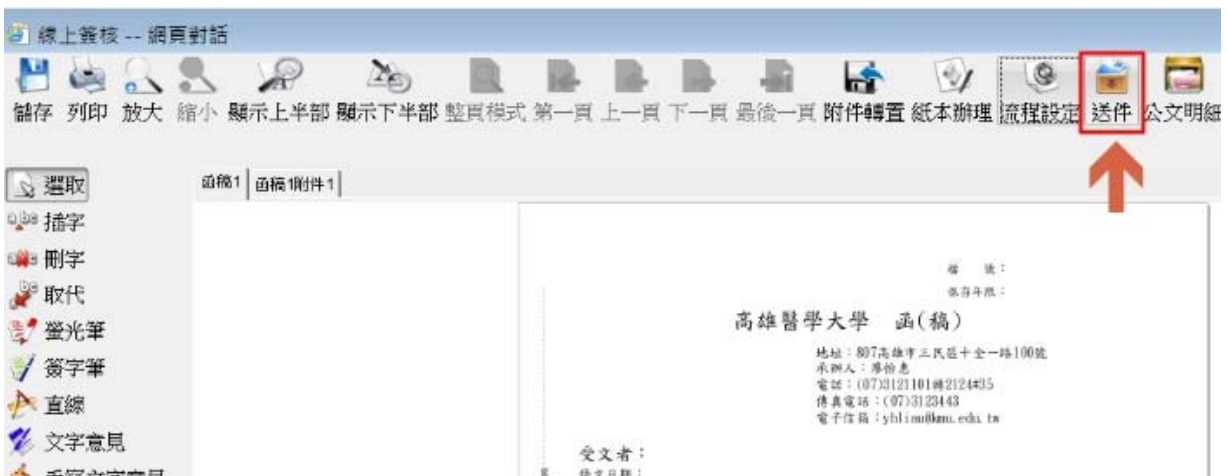 線上簽核 -- 網頁對話
儲存 列印 放大 縮小 顯示上半部 顯示下半部 整頁模式 第一頁 上一頁 下一頁 最後一頁 附件轉置 紙本辦理 流程設定 送件 公文明細
選取
函稿1 函稿1附件1
插字
刪字
取代
螢光筆
簽字筆
直線
文字意見
檔　號：
保存年限：
高雄醫學大學　函(稿)
地址：807高雄市三民區十全一路100號
承辦人：廖怡惠
電話：(07)3121101轉2124#35
傳真電話：(07)3123443
電子信箱：yhliau@kmu.edu.tw
受文者：
發文日期：